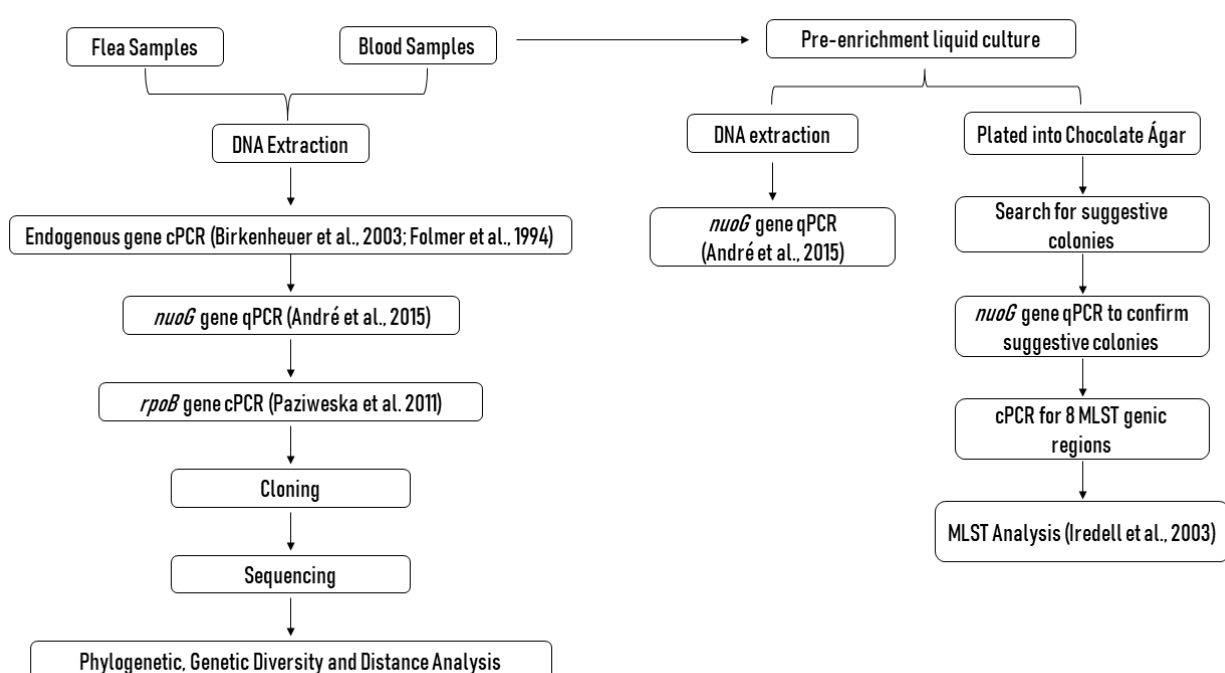 Flea Samples
Blood Samples
Pre-enrichment liquid culture
DNA Extraction
DNA extraction
Plated into Chocolate Ágar
Endogenous gene cPCR (Birkenheuer et al., 2003; Folmer et al., 1994)
nuoG gene qPCR
(André et al., 2015)
Search for suggestive
colonies
nuoG gene qPCR (André et al., 2015)
nuoG gene qPCR to confirm
suggestive colonies
rpoB gene cPCR (Paziweska et al. 2011)
cPCR for 8 MLST genic
regions
Cloning
MLST Analysis (Iredell et al., 2003)
Sequencing
Phylogenetic, Genetic Diversity and Distance Analysis